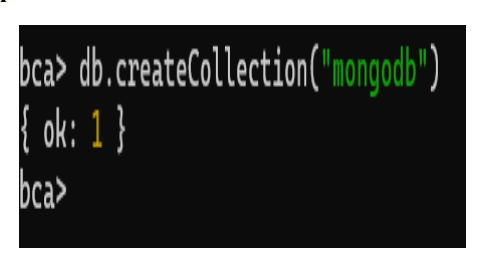 bca> db.createCollection("mongodb")
{ ok: 1 }
bca>